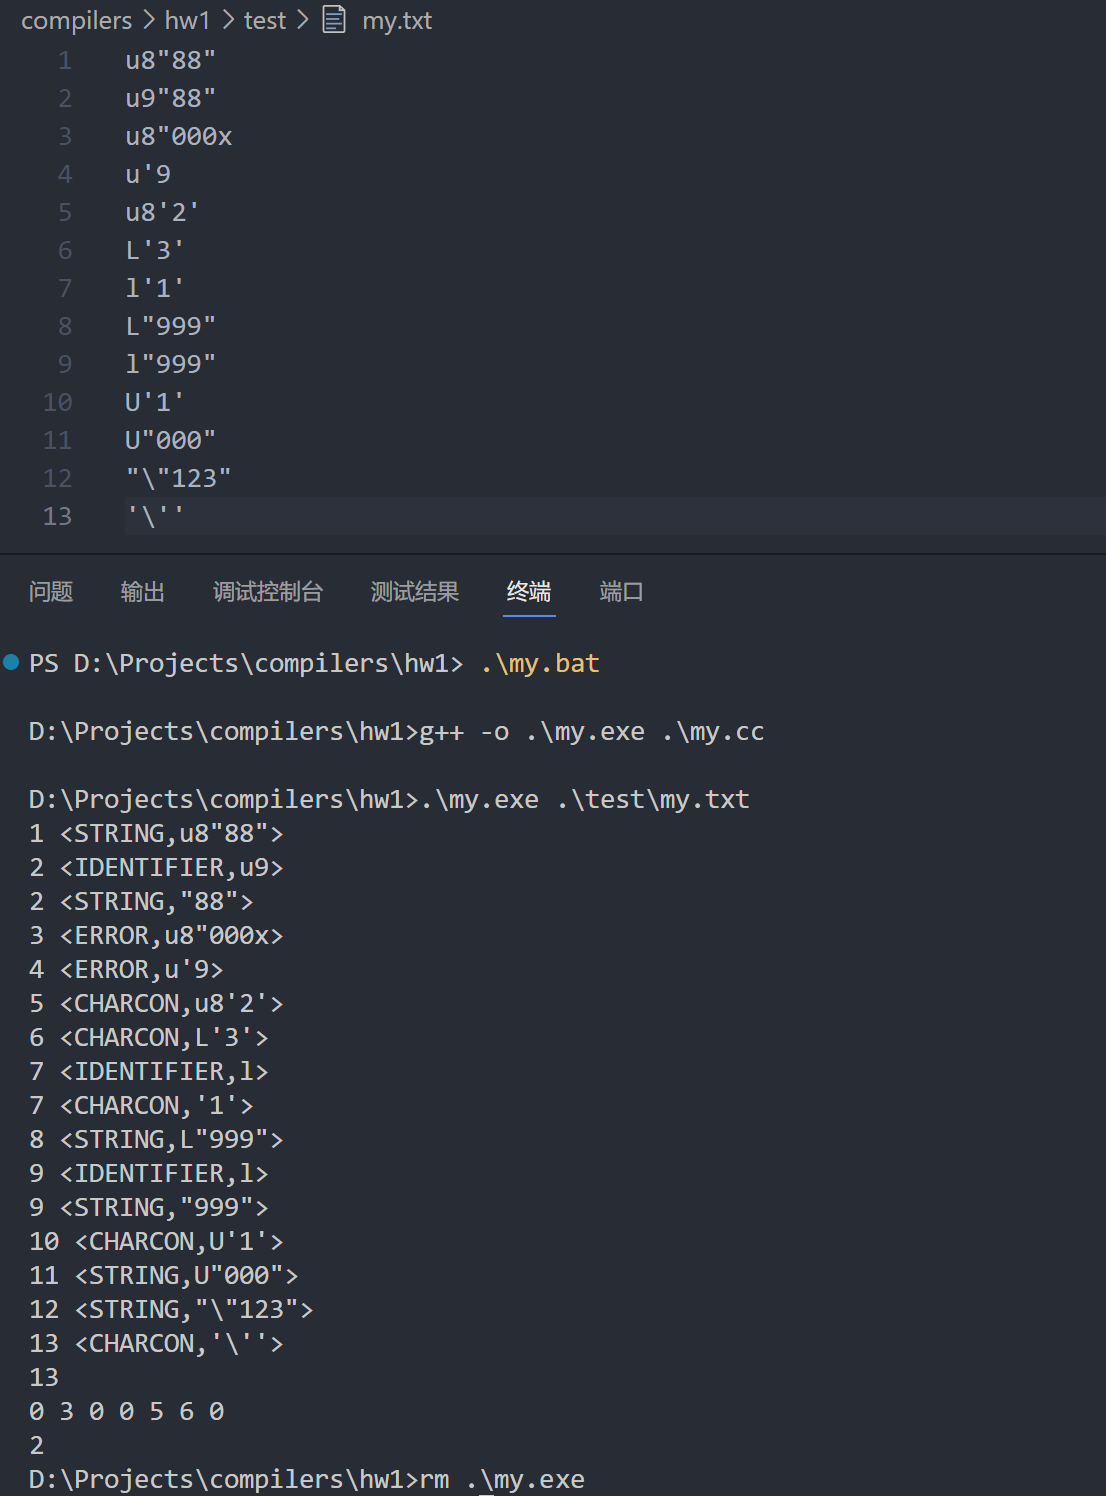 compilers > hw1 > test > my.txt
1 u8"88"
2 u9"88"
3 u8"000x
4 u'9
5 u8'2'
6 L'3'
7 l'1'
8 L"999"
9 l"999"
10 U'1'
11 U"000"
12 "\"123"
13 '\''
问题 输出 调试控制台 测试结果 终端 端口
PS D:\Projects\compilers\hw1> .\my.bat
D:\Projects\compilers\hw1>g++ -o .\my.exe .\my.cc
D:\Projects\compilers\hw1>.\my.exe .\test\my.txt
1 <STRING,u8"88">
2 <IDENTIFIER,u9>
2 <STRING,"88">
3 <ERROR,u8"000x>
4 <ERROR,u'9>
5 <CHARCON,u8'2'>
6 <CHARCON,L'3'>
7 <IDENTIFIER,l>
7 <CHARCON,'1'>
8 <STRING,L"999">
9 <IDENTIFIER,l>
9 <STRING,"999">
10 <CHARCON,U'1'>
11 <STRING,U"000">
12 <STRING,"\"123">
13 <CHARCON,'\''>
13
0 3 0 0 5 6 0
2
D:\Projects\compilers\hw1>rm .\my.exe